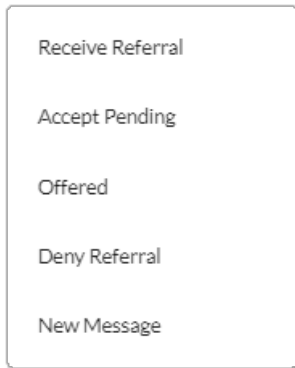 Receive Referral
Accept Pending
Offered
Deny Referral
New Message